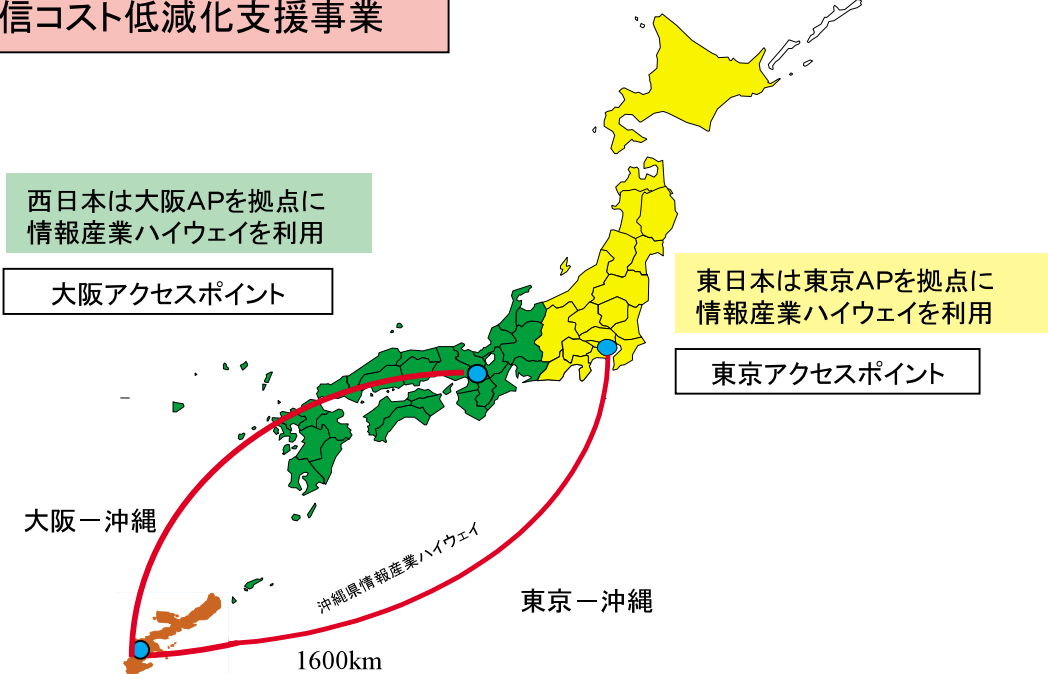 信コスト低減化支援事業
西日本は大阪APを拠点に
情報産業ハイウェイを利用
大阪アクセスポイント
東日本は東京APを拠点に
情報産業ハイウェイを利用
東京アクセスポイント
大阪－沖縄
沖縄県情報産業ハイウェイ
東京－沖縄
1600km